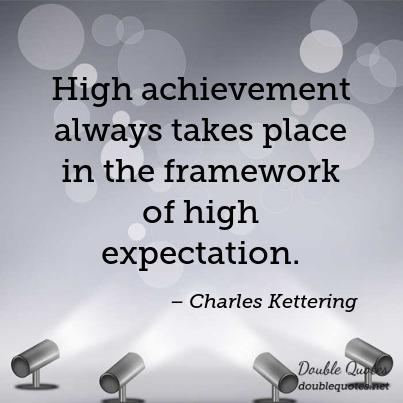 High achievement
always takes place
in the framework
of high
expectation.
– Charles Kettering
Double Quotes
doublequotes.net